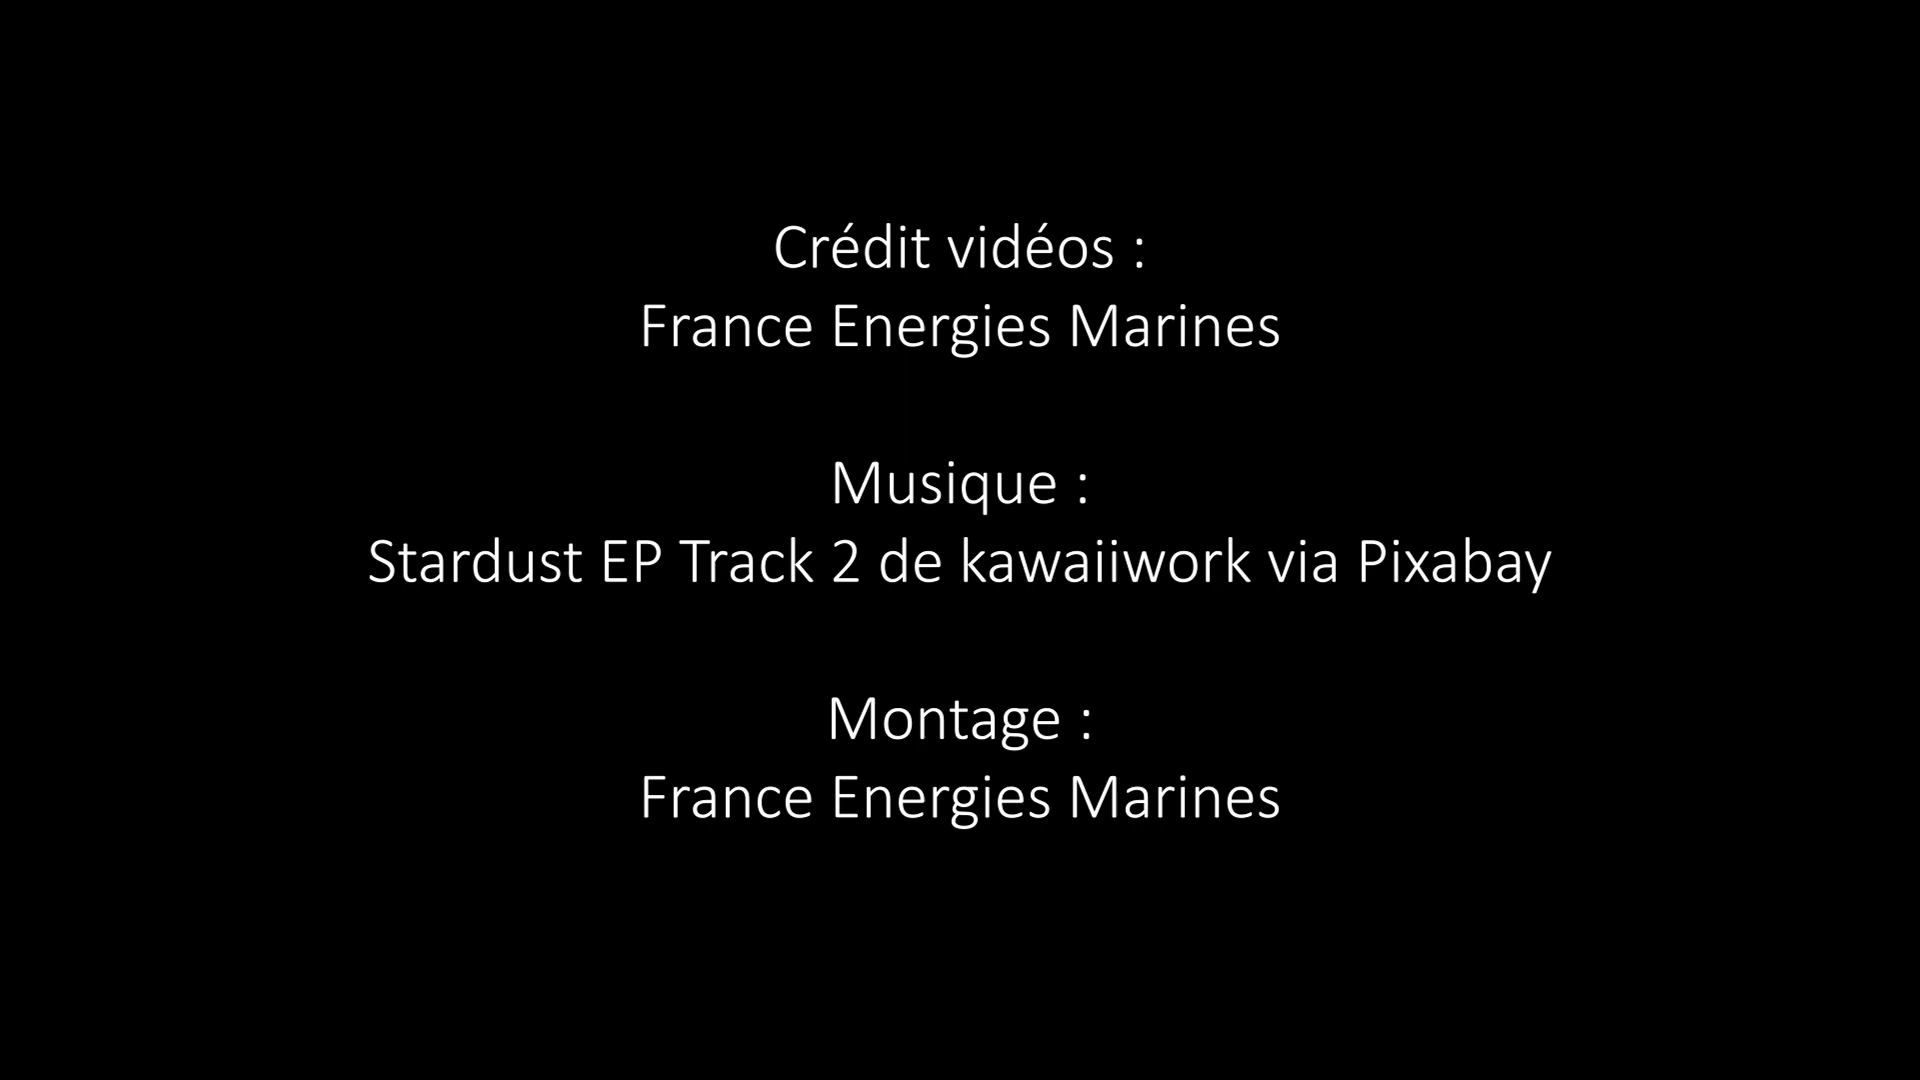 Crédit vidéos :
France Energies Marines
Musique :
Stardust EP Track 2 de kawaiiwork via Pixabay
Montage :
France Energies Marines